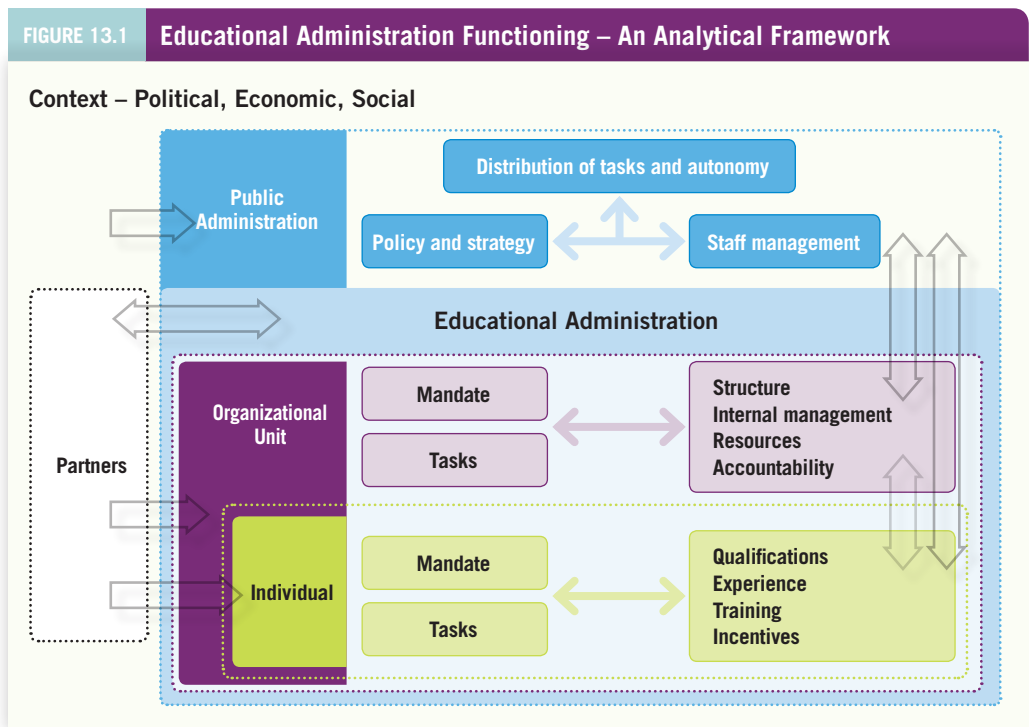 FIGURE 13.1
Educational Administration Functioning – An Analytical Framework
Context – Political, Economic, Social
Public
Administration
Distribution of tasks and autonomy
Policy and strategy
Staff management
Educational Administration
Partners
Organizational
Unit
Mandate
Tasks
Structure
Internal management
Resources
Accountability
Individual
Mandate
Tasks
Qualifications
Experience
Training
Incentives